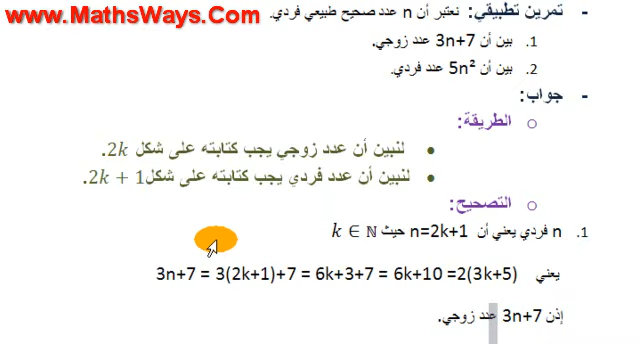 www.MathsWays.Com
- تمرين تطبيقي: نعتبر أن n عدد صحيح طبيعي فردي.
1. بين أن 3n+7 عدد زوجي.
2. بين أن 5n² عدد فردي.
- جواب:
o الطريقة:
• لنبين أن عدد زوجي يجب كتابته على شكل 2k.
• لنبين أن عدد فردي يجب كتابته على شكل 2k + 1.
o التصحيح:
1. n فردي يعني أن n=2k+1 حيث k ∈ ℕ
يعني 3n+7 = 3(2k+1)+7 = 6k+3+7 = 6k+10 =2(3k+5)
إذن 3n+7 عدد زوجي.